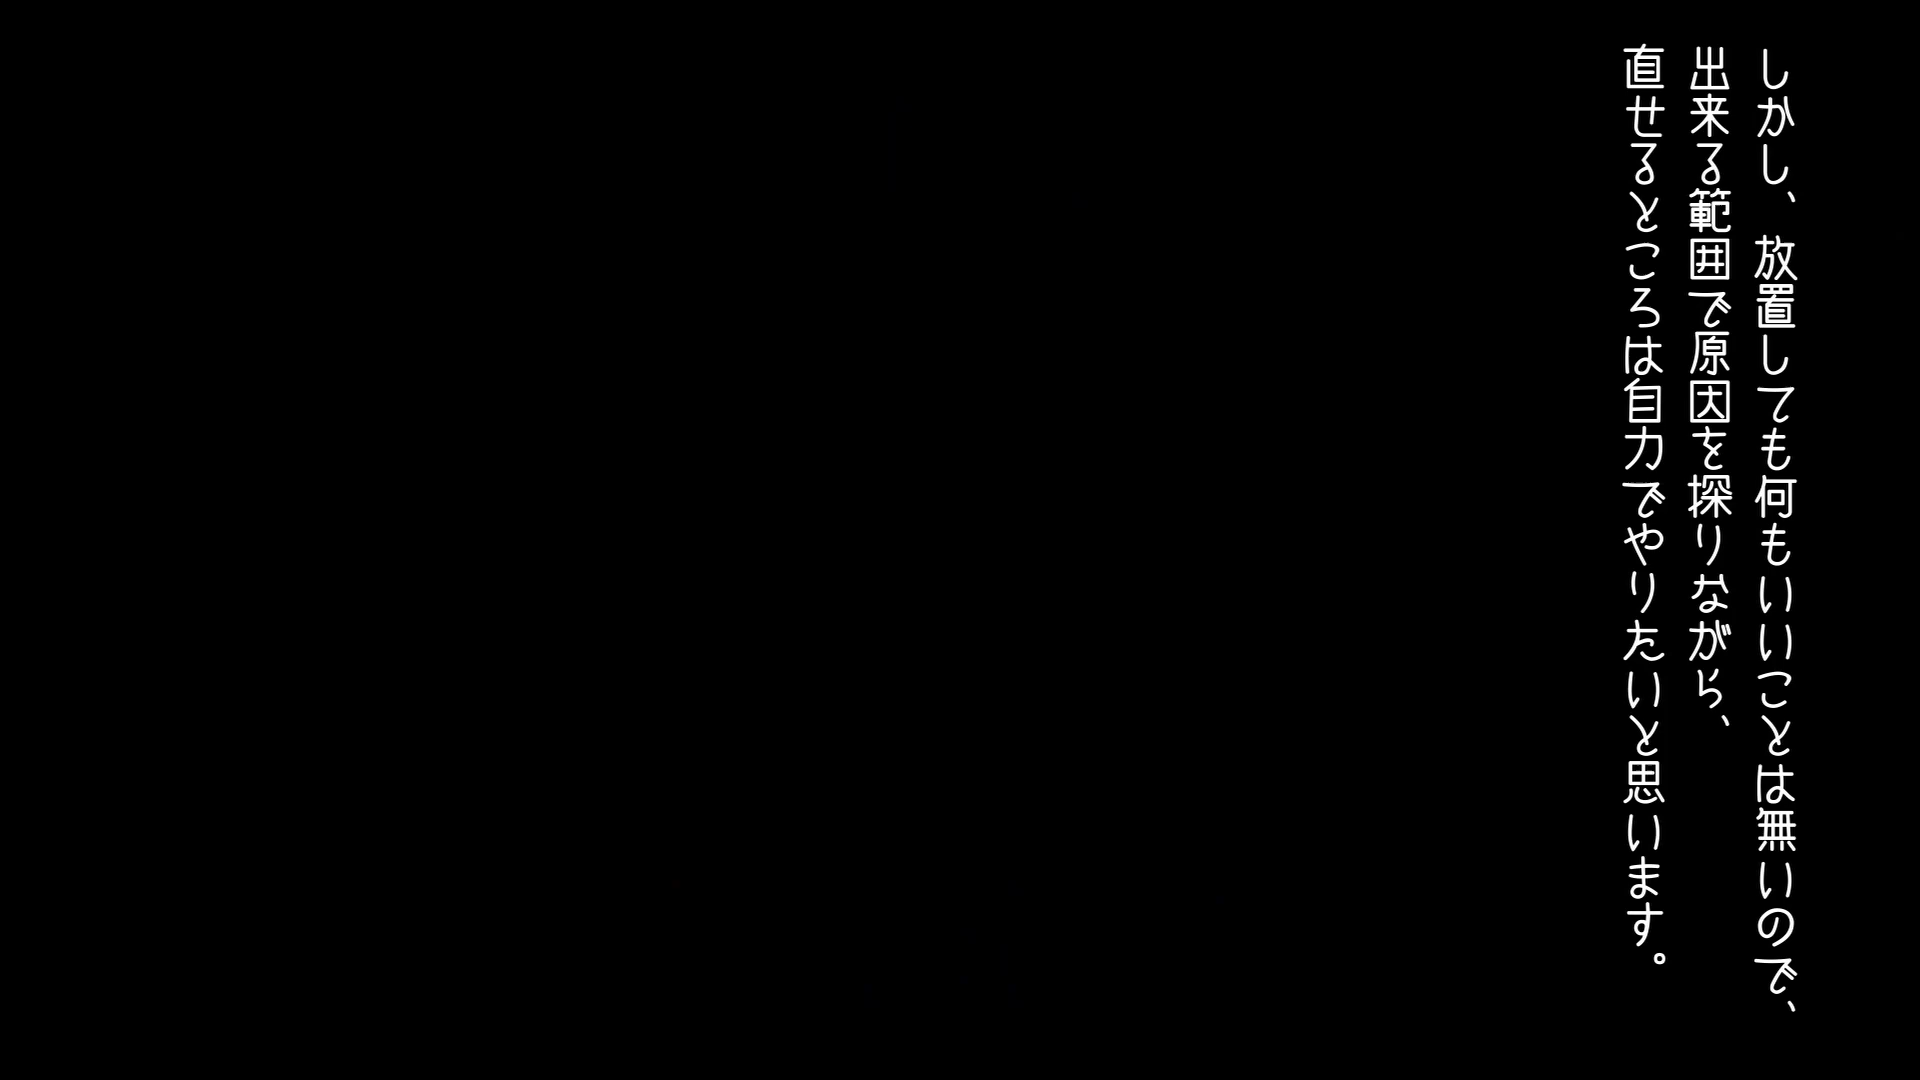 しかし、放置しても何もいいことは無いので、
出来る範囲で原因を探りながら、
直せるところは自力でやりたいと思います。